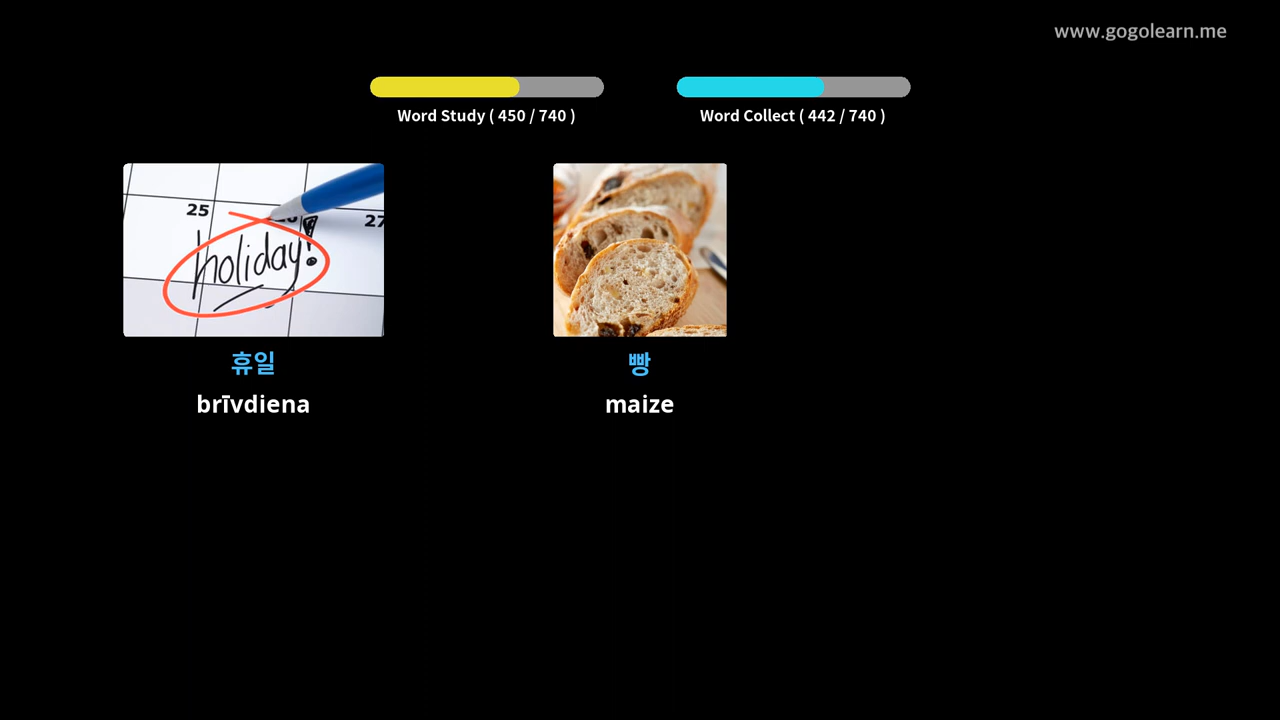 www.gogolearn.me
Word Study ( 450 / 740 )
Word Collect ( 442 / 740 )
25
27
holiday!
휴일
빵
brīvdiena
maize